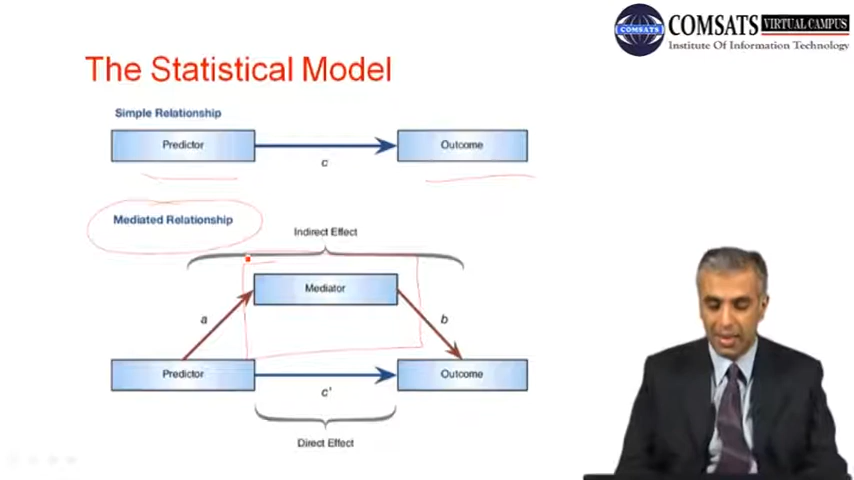 COMSATS VIRTUAL CAMPUS
COMSATS
Institute Of Information Technology
The Statistical Model
Simple Relationship
Predictor
Outcome
c
Mediated Relationship
Indirect Effect
Mediator
a
b
Predictor
Outcome
c'
Direct Effect